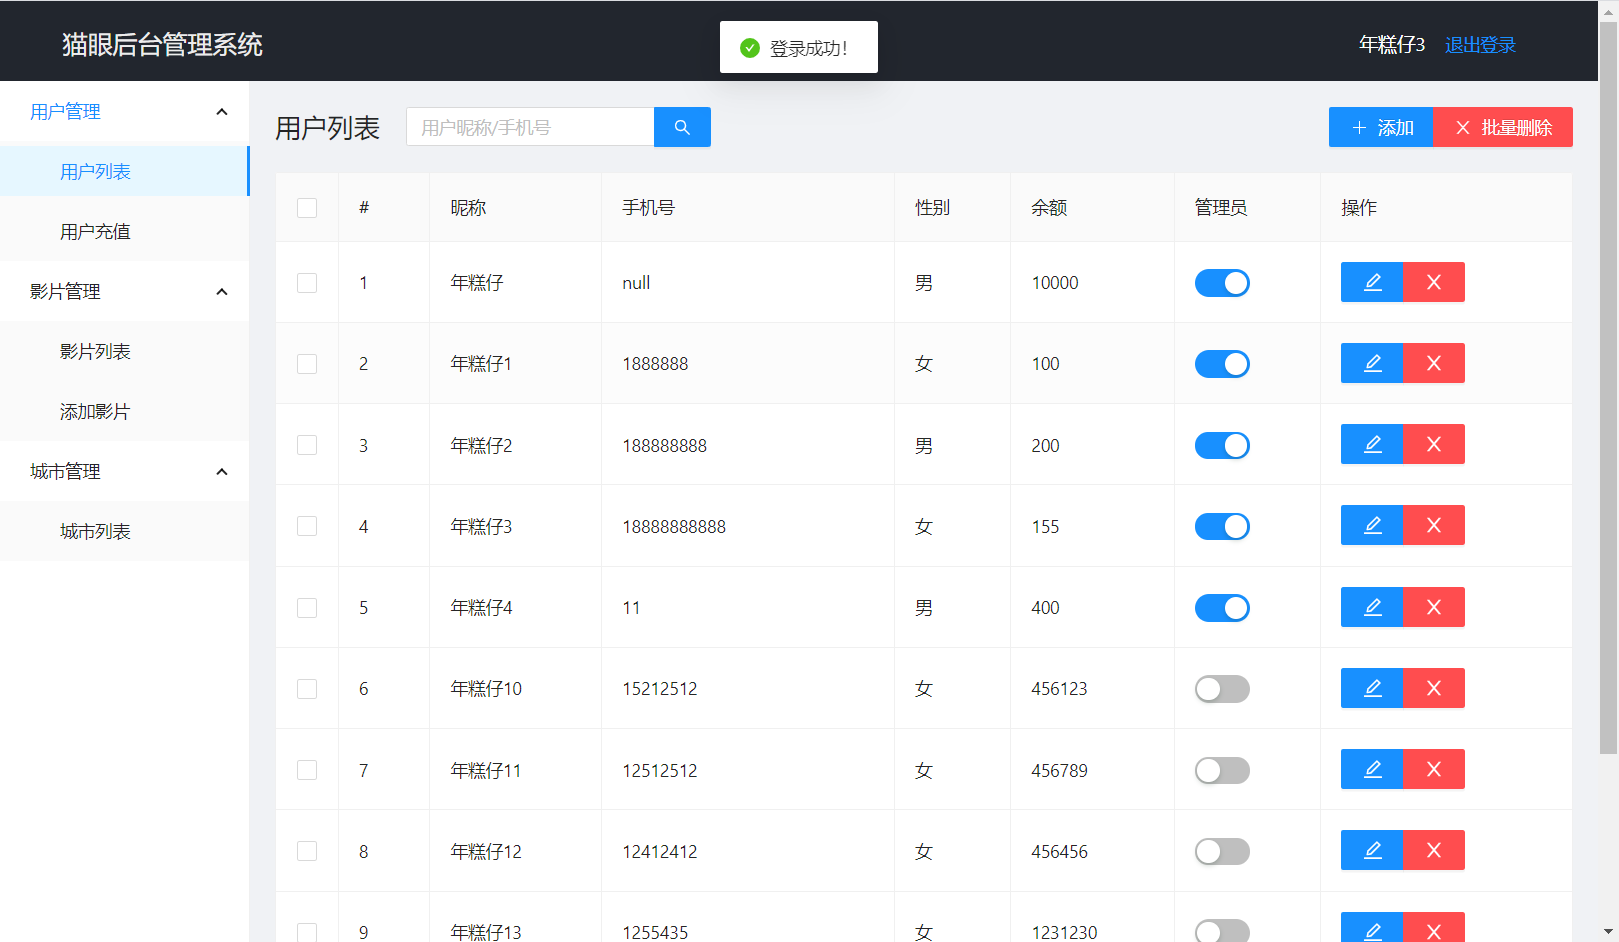 猫眼后台管理系统
登录成功！
年糕仔3 退出登录
用户管理
用户列表
用户充值
影片管理
影片列表
添加影片
城市管理
城市列表
用户列表 用户昵称/手机号 添加 批量删除
# 昵称 手机号 性别 余额 管理员 操作
1 年糕仔 null 男 10000
2 年糕仔1 1888888 女 100
3 年糕仔2 188888888 男 200
4 年糕仔3 18888888888 女 155
5 年糕仔4 11 男 400
6 年糕仔10 15212512 女 456123
7 年糕仔11 12512512 女 456789
8 年糕仔12 12412412 女 456456
9 年糕仔13 1255435 女 1231230